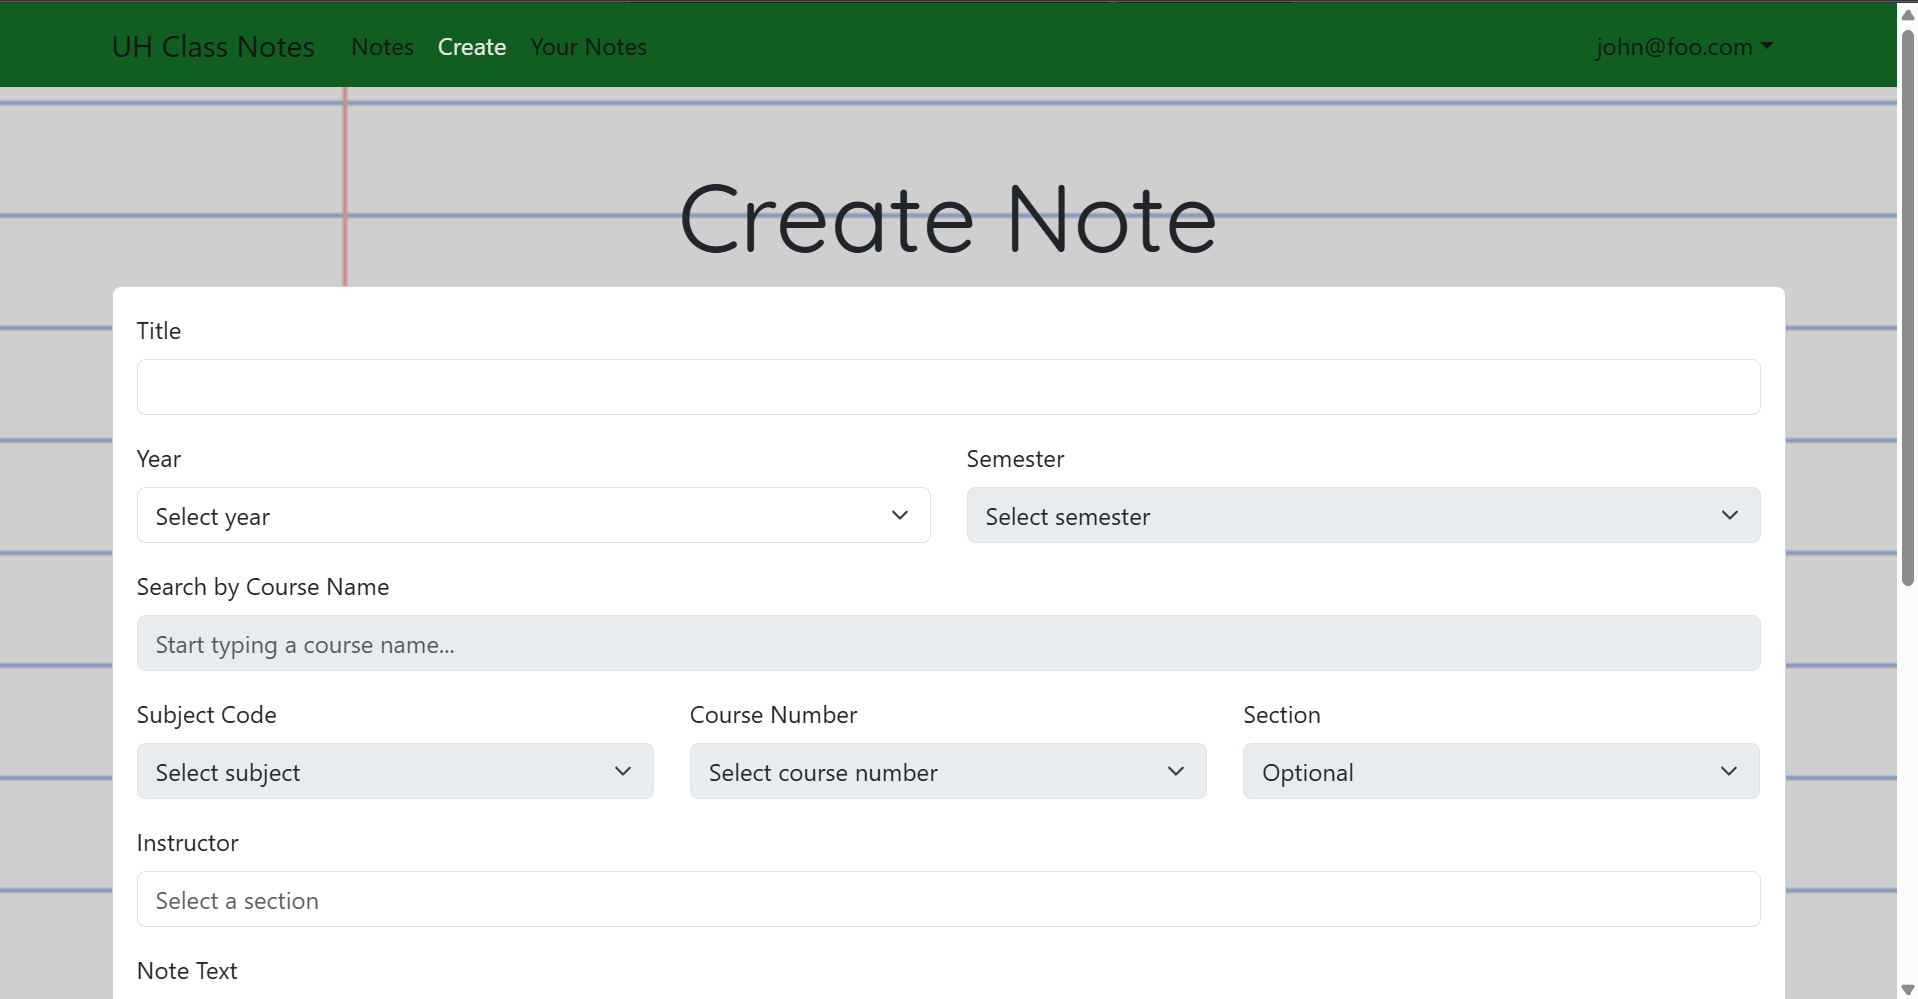 UH Class Notes Notes Create Your Notes john@foo.com
Create Note
Title
Year Semester
Select year Select semester
Search by Course Name
Start typing a course name...
Subject Code Course Number Section
Select subject Select course number Optional
Instructor
Select a section
Note Text